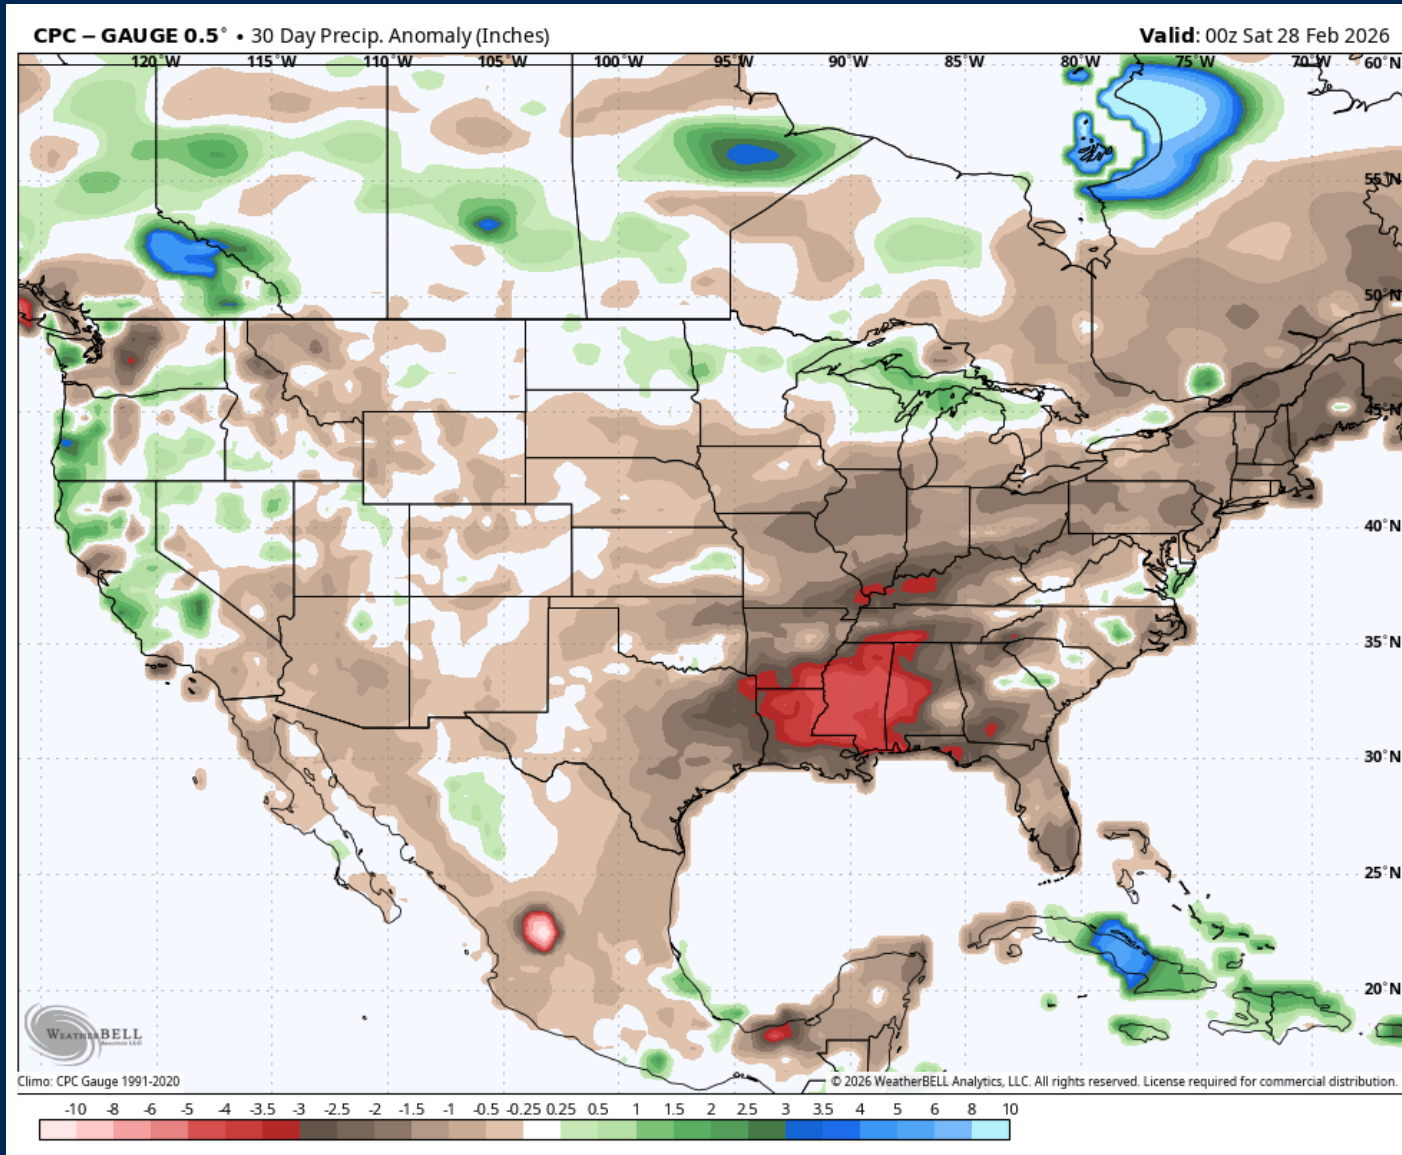 CPC − GAUGE 0.5° • 30 Day Precip. Anomaly (Inches)
Valid: 00z Sat 28 Feb 2026
120°W 115°W 110°W 105°W 100°W 95°W 90°W 85°W 80°W 75°W 70°W 60°N
55°N
50°N
45°N
40°N
35°N
30°N
25°N
20°N
WEATHERBELL
Analytics LLC
Climo: CPC Gauge 1991-2020
© 2026 WeatherBELL Analytics, LLC. All rights reserved. License required for commercial distribution.
-10 -8 -6 -5 -4 -3.5 -3 -2.5 -2 -1.5 -1 -0.5 -0.25 0.25 0.5 1 1.5 2 2.5 3 3.5 4 5 6 8 10